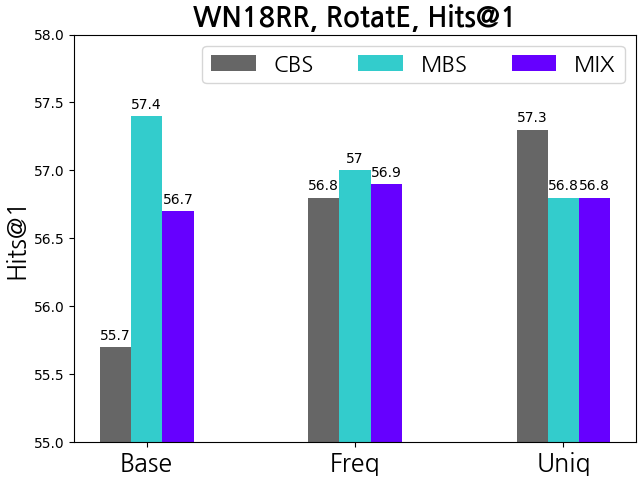 WN18RR, RotatE, Hits@1
CBS MBS MIX
Hits@1
58.0
57.5
57.0
56.5
56.0
55.5
55.0
55.7 57.4 56.7
56.8 57 56.9
57.3 56.8 56.8
Base Freq Uniq